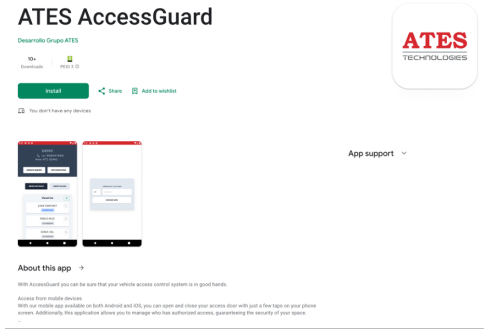 ATES AccessGuard
Desarrollo Grupo ATES
ATES
TECHNOLOGIES
10+
Downloads
PEGI 3
Install
Share
Add to wishlist
You don't have any devices
App support
About this app
With AccessGuard you can be sure that your vehicle access control system is in good hands.
Access from mobile devices
With our mobile app available on both Android and iOS, you can open and close your access door with just a few taps on your phone
screen. Additionally, this application allows you to manage who has authorized access, guaranteeing the security of your space.
...